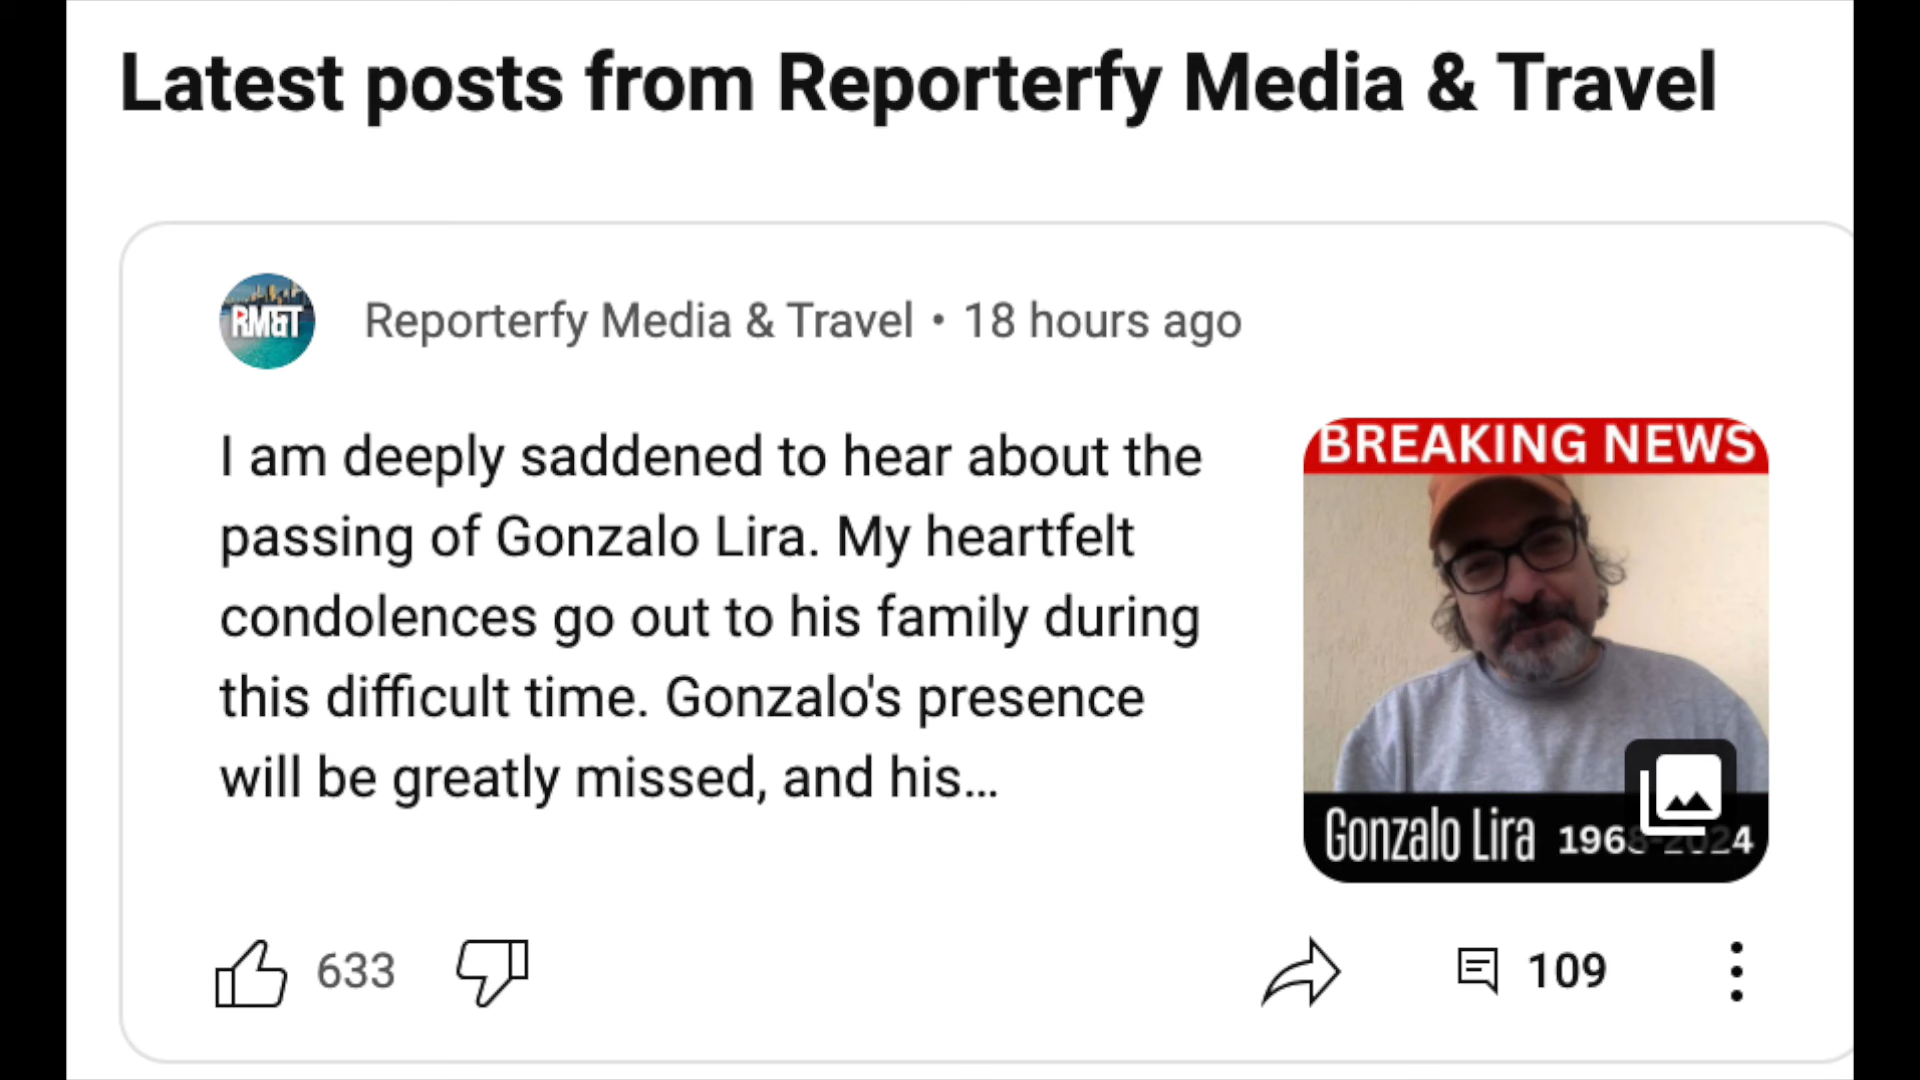 Latest posts from Reporterfy Media & Travel
RM&T
Reporterfy Media & Travel • 18 hours ago
I am deeply saddened to hear about the
passing of Gonzalo Lira. My heartfelt
condolences go out to his family during
this difficult time. Gonzalo's presence
will be greatly missed, and his...
BREAKING NEWS
Gonzalo Lira 1968-2024
633
109